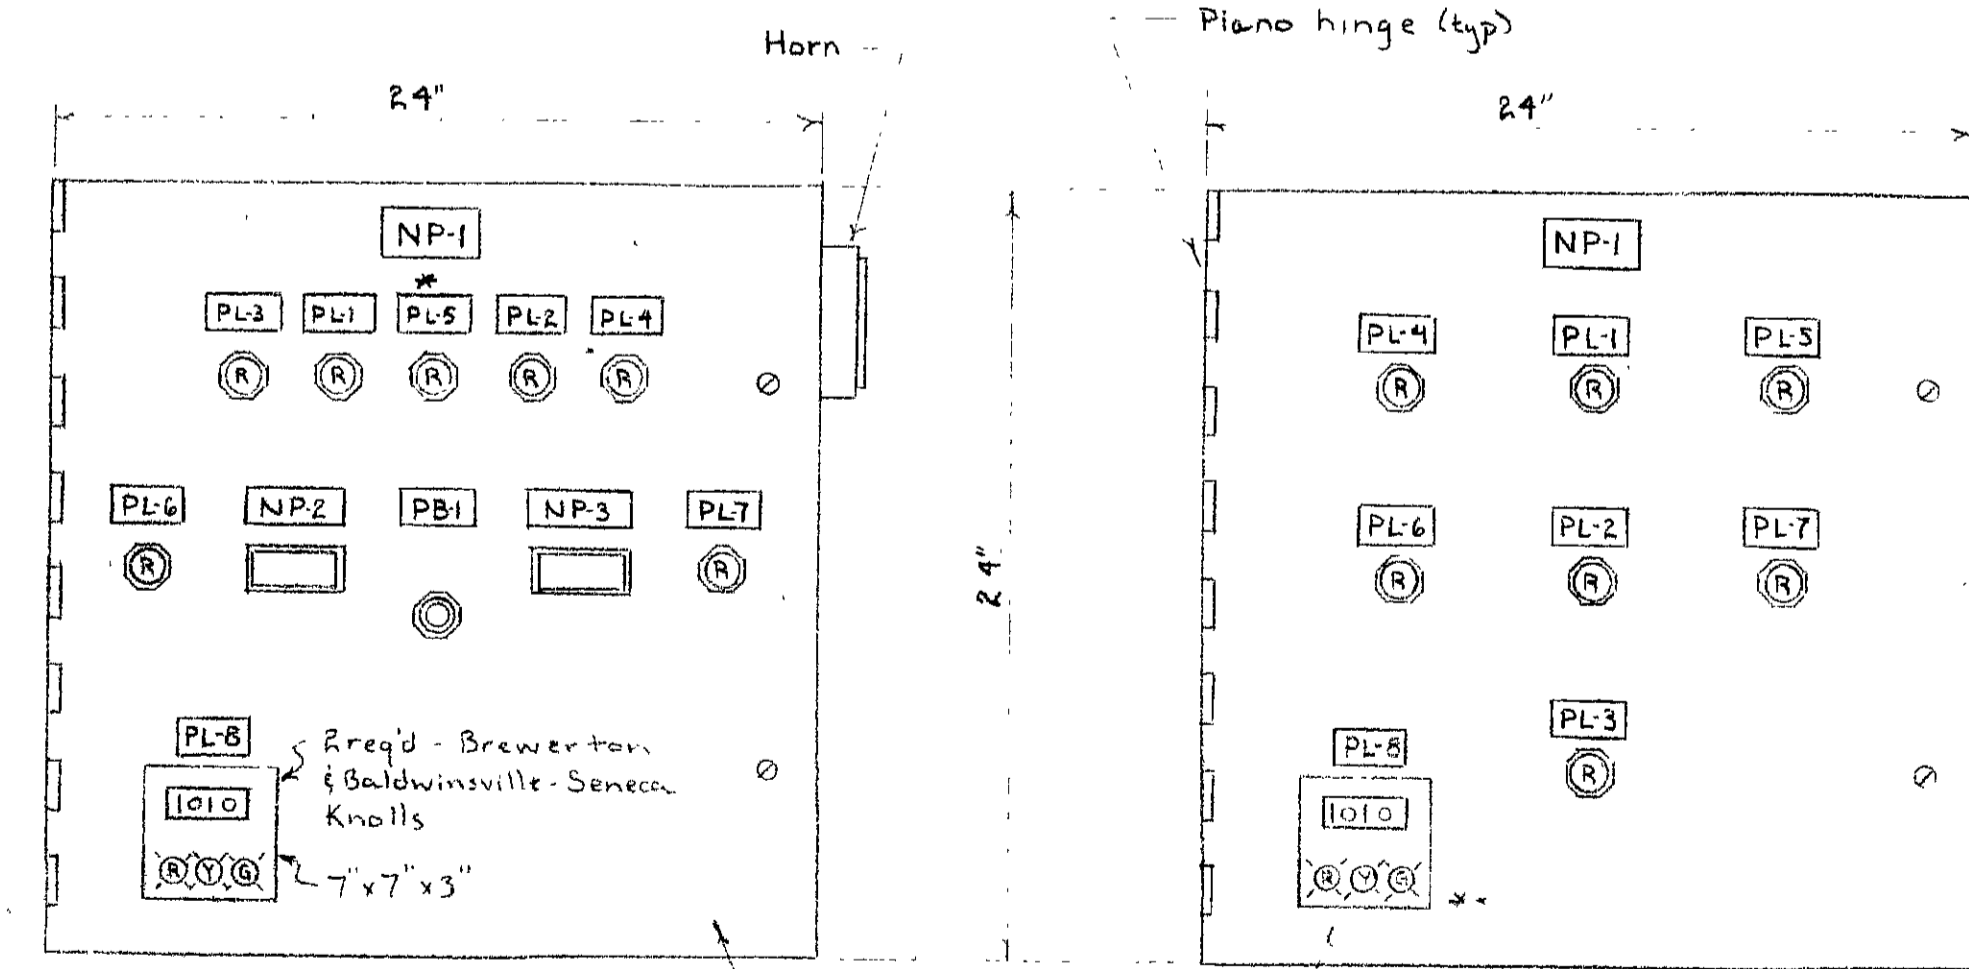 Horn
Piano hinge (typ)
24"
24"
NP-1
*
PL-3 PL-1 PL-5 PL-2 PL-4
R R R R R
PL-6 NP-2 PB-1 NP-3 PL-7
R R
PL-8
2 req'd - Brewerton
& Baldwinsville - Seneca
Knolls
1010
R Y G
7" x 7" x 3"
24"
NP-1
PL-4 PL-1 PL-5
R R R
PL-6 PL-2 PL-7
R R R
PL-3
R
PL-8
1010
R Y G
**